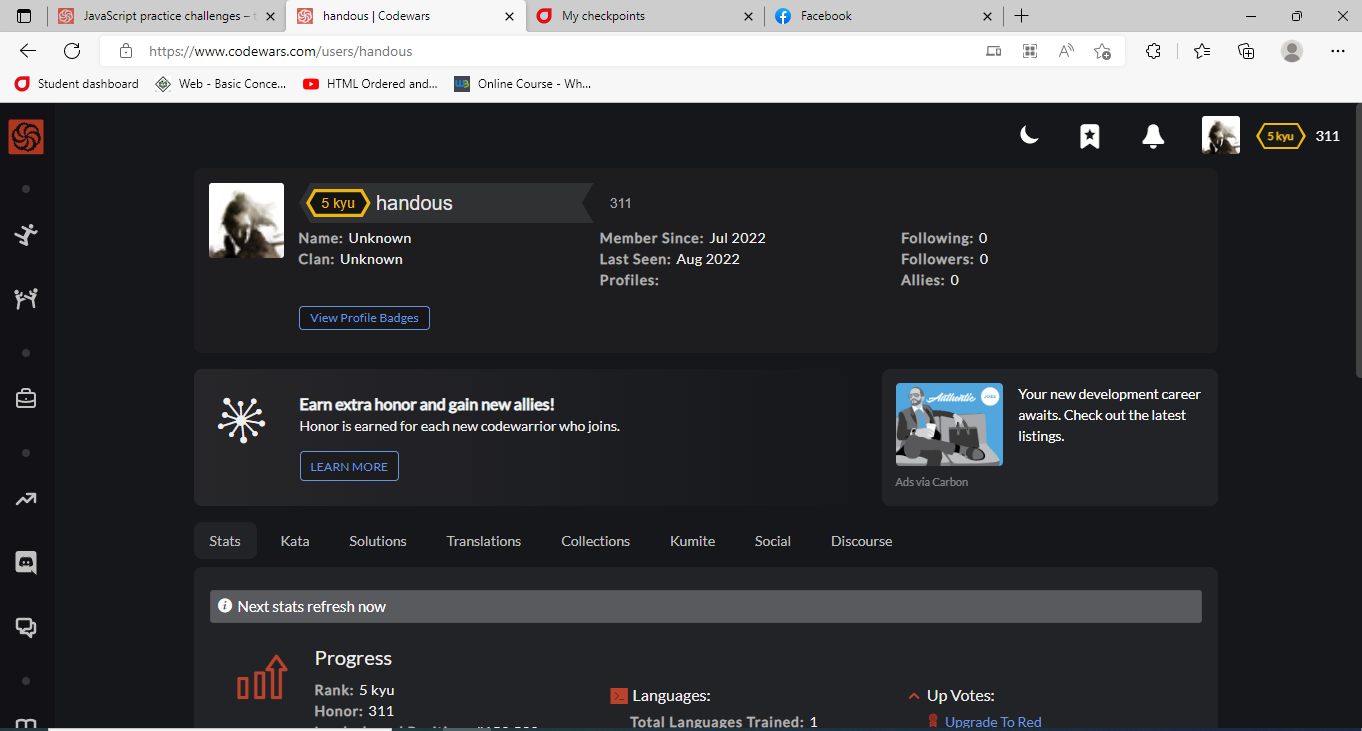 JavaScript practice challenges –
handous | Codewars
My checkpoints
Facebook
https://www.codewars.com/users/handous
Student dashboard
Web - Basic Conce...
HTML Ordered and...
Online Course - Wh...
5 kyu
311
5 kyu
handous
311
Name: Unknown
Member Since: Jul 2022
Following: 0
Clan: Unknown
Last Seen: Aug 2022
Followers: 0
Profiles:
Allies: 0
View Profile Badges
Earn extra honor and gain new allies!
Honor is earned for each new codewarrior who joins.
LEARN MORE
Authentic
JOBS
Your new development career
awaits. Check out the latest
listings.
Ads via Carbon
Stats
Kata
Solutions
Translations
Collections
Kumite
Social
Discourse
Next stats refresh now
Progress
Rank: 5 kyu
Honor: 311
Languages:
Total Languages Trained: 1
Up Votes:
Upgrade To Red